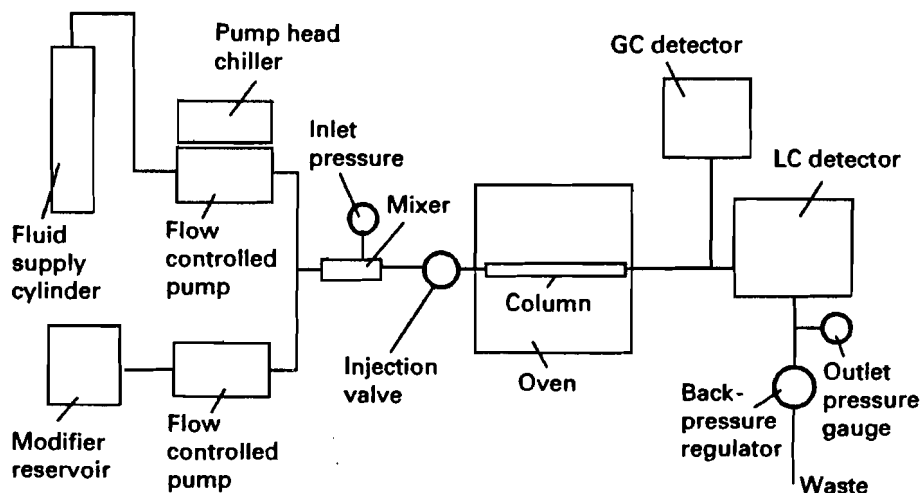 Pump head
chiller
GC detector
Inlet
pressure
LC detector
Mixer
Fluid
supply
cylinder
Flow
controlled
pump
Column
Injection
valve
Oven
Back-
pressure
regulator
Outlet
pressure
gauge
Modifier
reservoir
Flow
controlled
pump
Waste